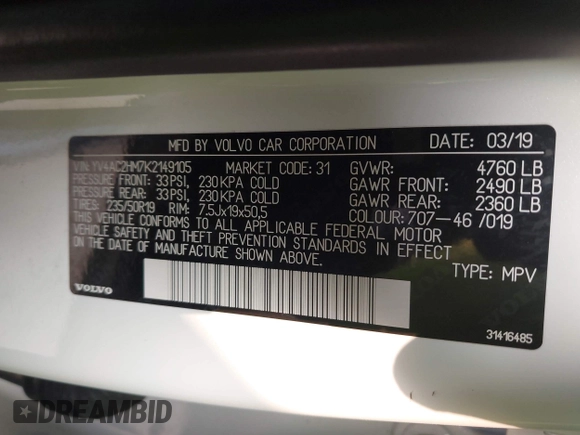 MFD BY VOLVO CAR CORPORATION DATE: 03/19
VIN: YV4AC2HM7K2149105 MARKET CODE: 31 GVWR: 4760 LB
PRESSURE FRONT: 33PSI, 230KPA COLD GAWR FRONT: 2490 LB
PRESSURE REAR: 33PSI, 230KPA COLD GAWR REAR: 2360 LB
TIRES: 235/50R19 RIM: 7.5Jx19x50,5 COLOUR: 707-46 /019
THIS VEHICLE CONFORMS TO ALL APPLICABLE FEDERAL MOTOR
VEHICLE SAFETY AND THEFT PREVENTION STANDARDS IN EFFECT
ON THE DATE OF MANUFACTURE SHOWN ABOVE.
TYPE: MPV
VOLVO
31416485
DREAMBID